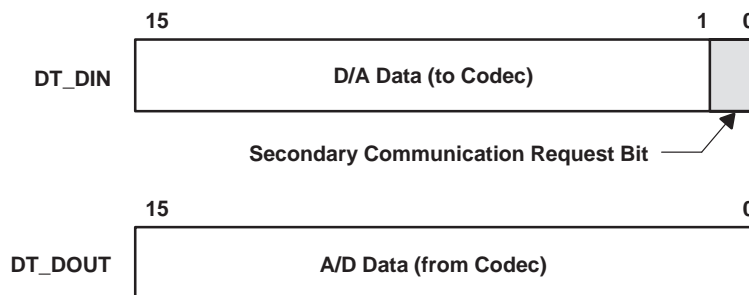 15 1 0
DT_DIN D/A Data (to Codec)
Secondary Communication Request Bit
15 0
DT_DOUT A/D Data (from Codec)